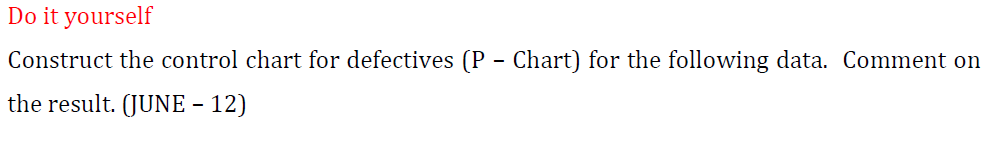 Do it yourself
Construct the control chart for defectives (P – Chart) for the following data. Comment on
the result. (JUNE – 12)